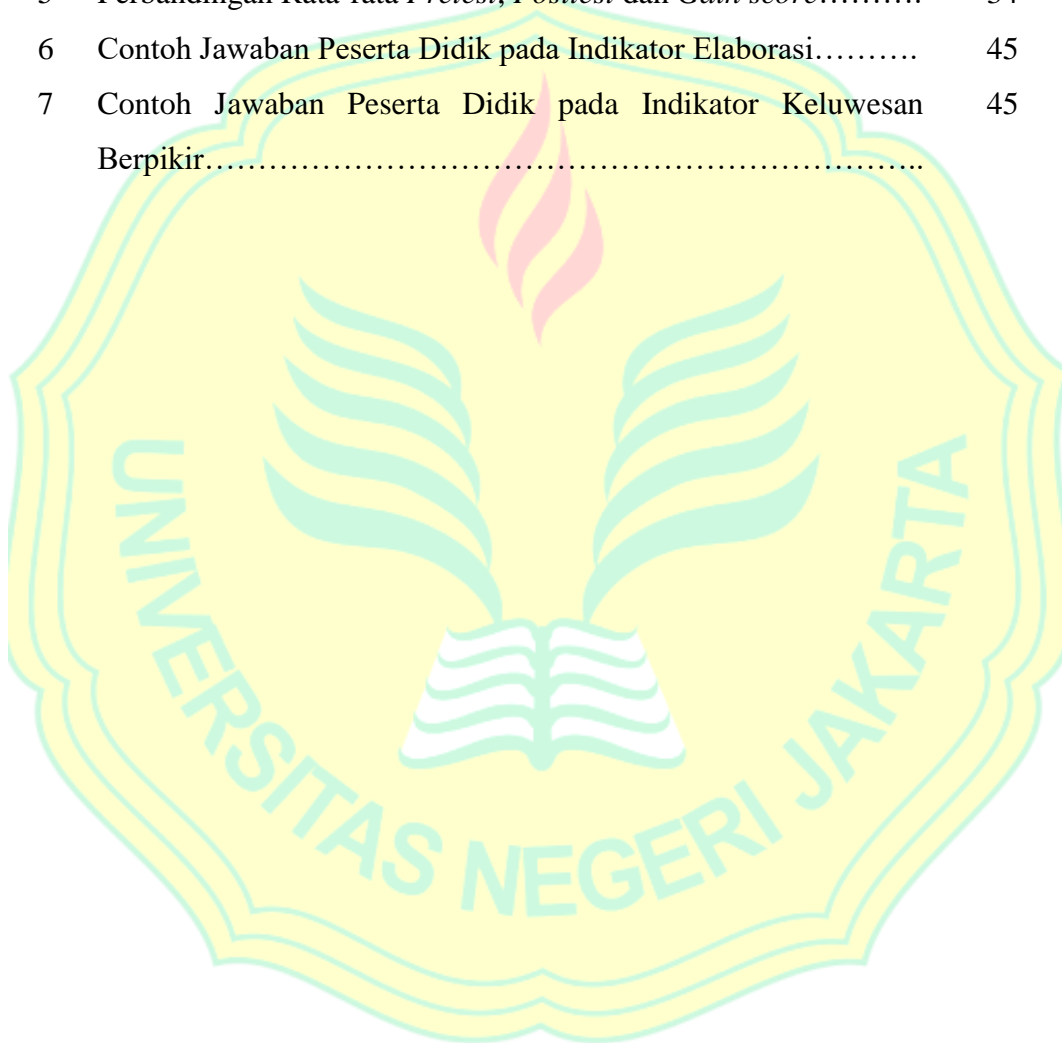 6 Contoh Jawaban Peserta Didik pada Indikator Elaborasi………. 45
7 Contoh Jawaban Peserta Didik pada Indikator Keluwesan 45
Berpikir…………………………………………………………..
UNIVERSITAS NEGERI JAKARTA